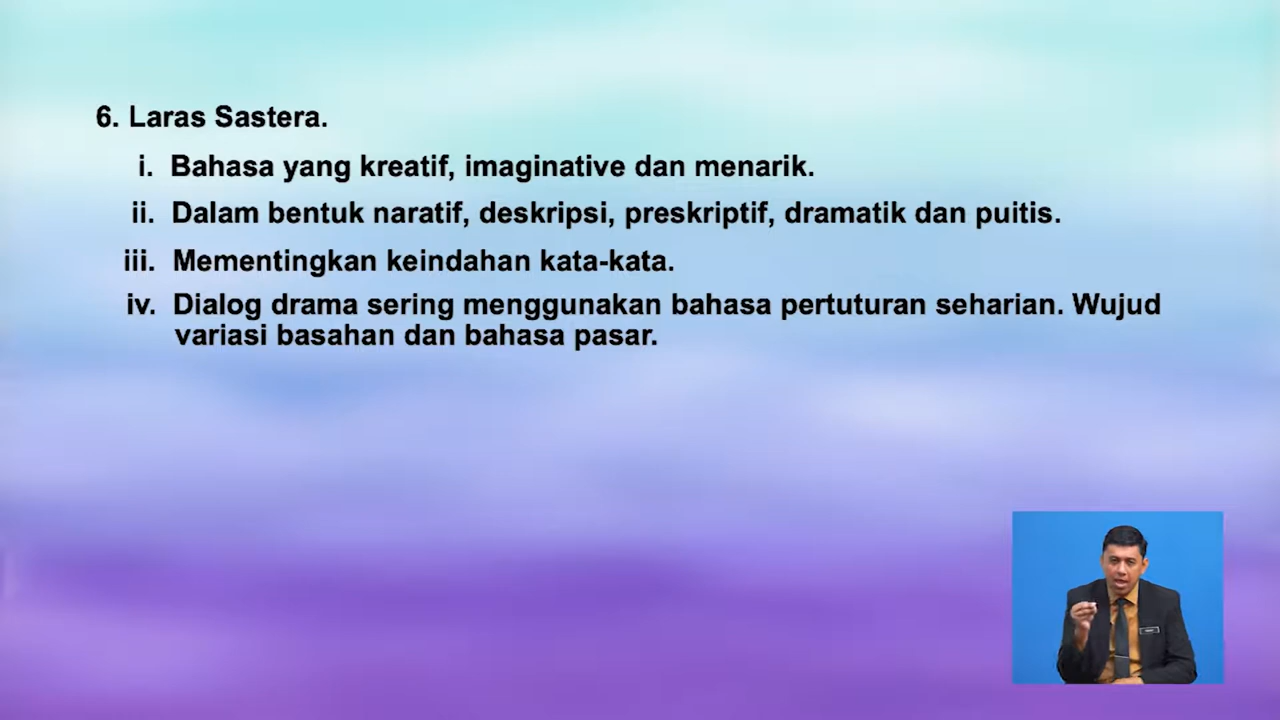 6. Laras Sastera.
i. Bahasa yang kreatif, imaginative dan menarik.
ii. Dalam bentuk naratif, deskripsi, preskriptif, dramatik dan puitis.
iii. Mementingkan keindahan kata-kata.
iv. Dialog drama sering menggunakan bahasa pertuturan seharian. Wujud
variasi basahan dan bahasa pasar.